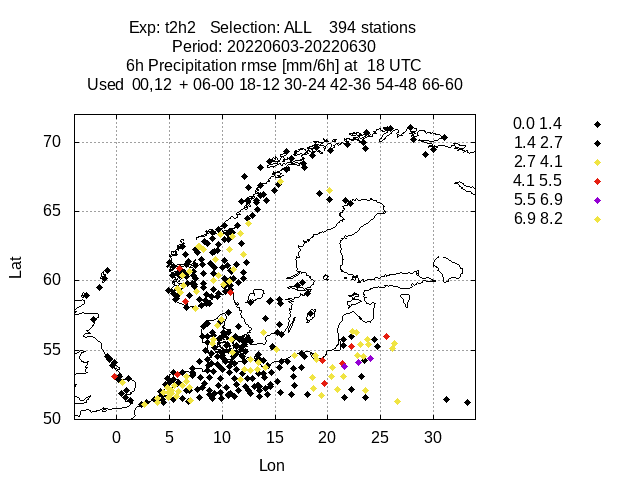 Exp: t2h2 Selection: ALL 394 stations
Period: 20220603-20220630
6h Precipitation rmse [mm/6h] at 18 UTC
Used 00,12 + 06-00 18-12 30-24 42-36 54-48 66-60
0.0 1.4
1.4 2.7
2.7 4.1
4.1 5.5
5.5 6.9
6.9 8.2
70
65
60
55
50
Lat
0 5 10 15 20 25 30
Lon